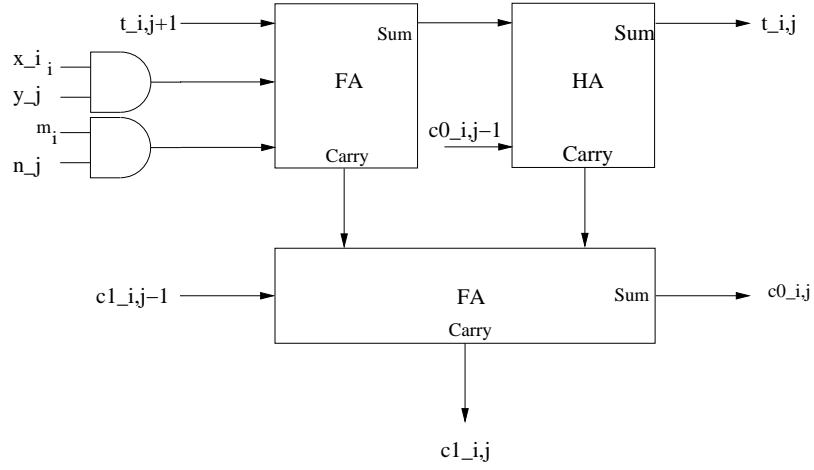 t_i,j+1
Sum
Sum
t_i,j
x_i i
FA
HA
y_j
m_i
c0_i,j−1
n_j
Carry
Carry
c1_i,j−1
FA
Sum
c0_i,j
Carry
c1_i,j